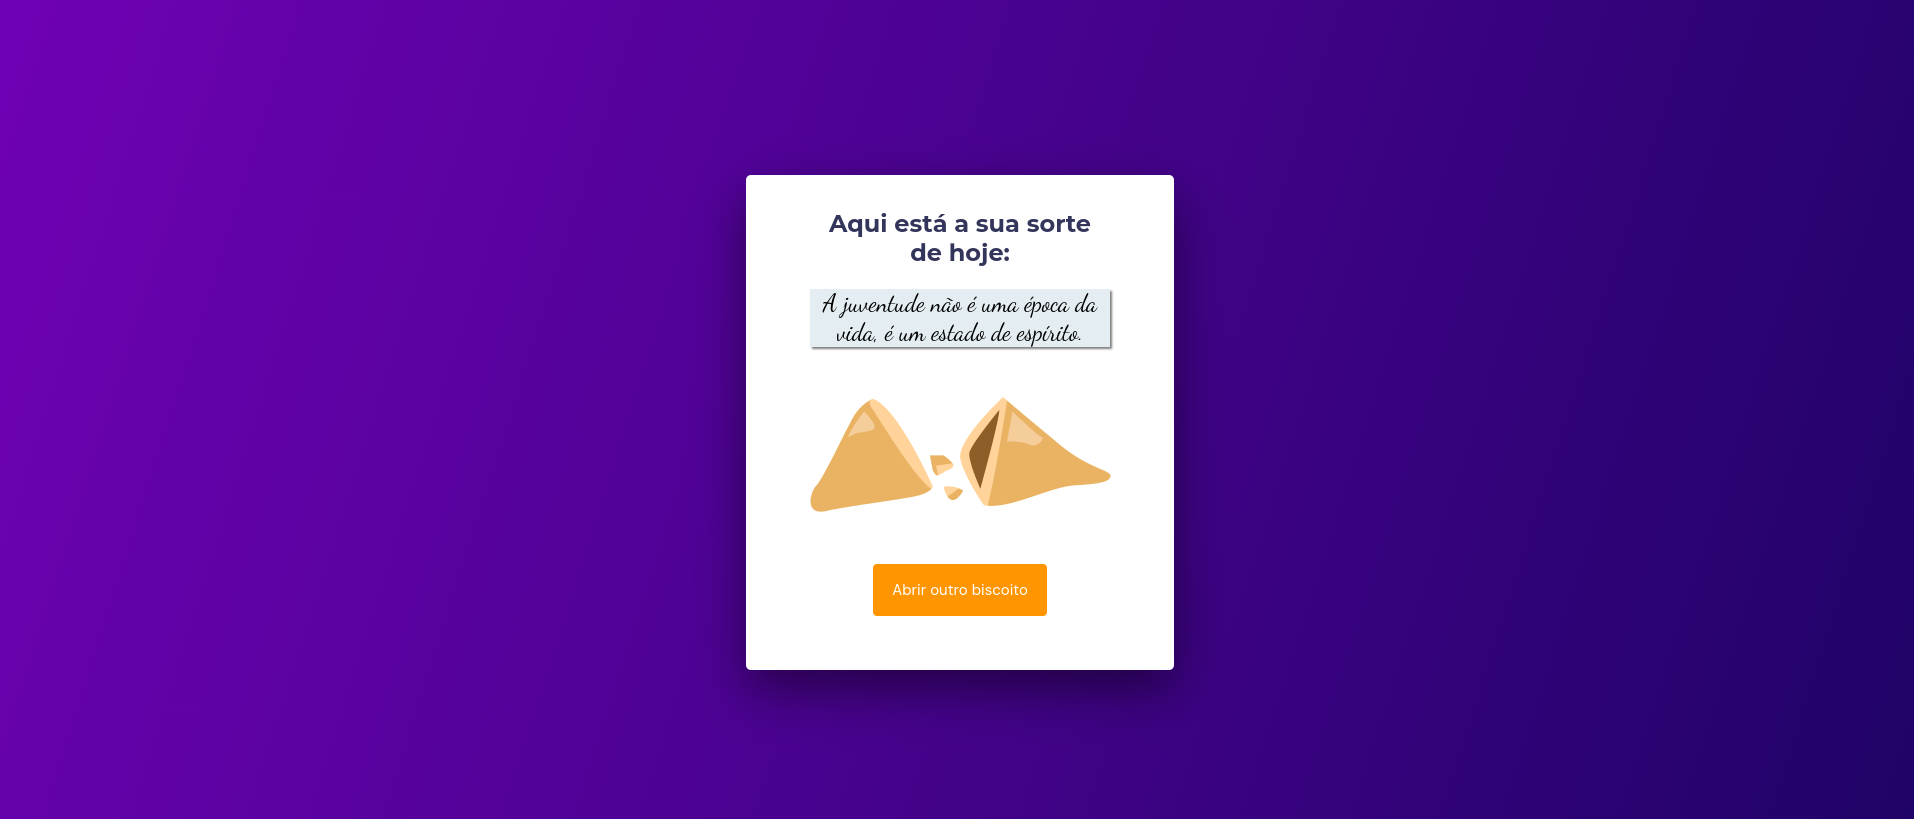 Aqui está a sua sorte
de hoje:
A juventude não é uma época da
vida, é um estado de espírito.
Abrir outro biscoito